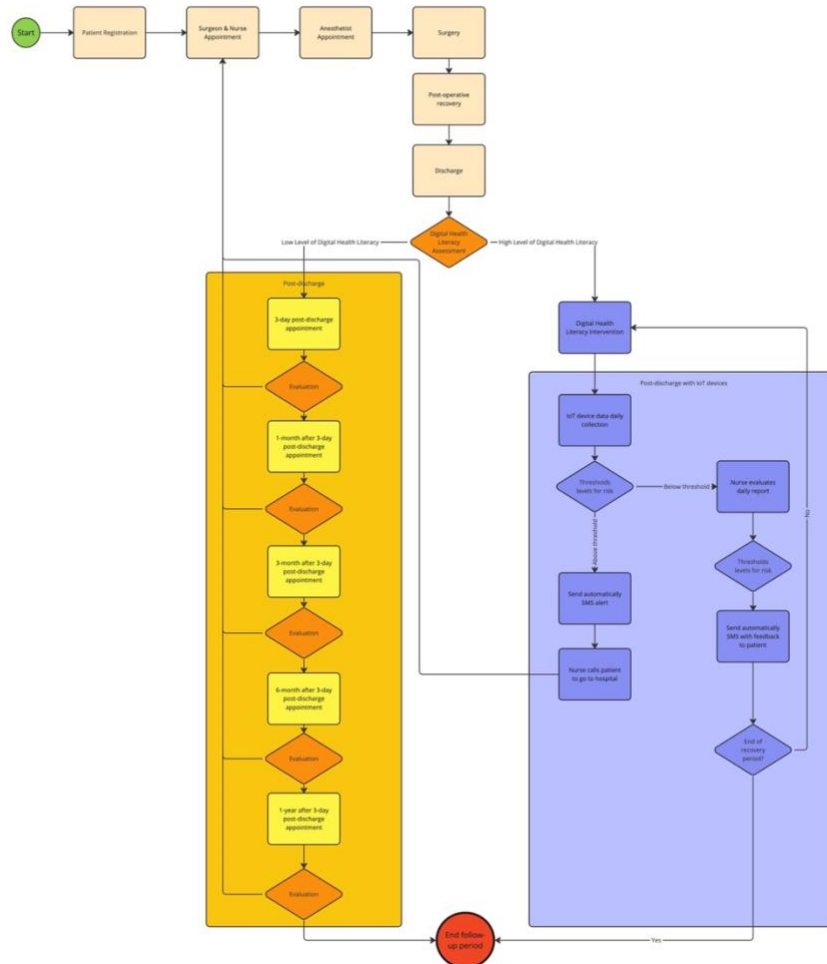 Start
Patient Registration
Surgeon & Nurse
Appointment
Anesthetist
Appointment
Surgery
Post-operative
recovery
Discharge
Digital Health
Literacy
Assessment
Low Level of Digital Health Literacy
High Level of Digital Health Literacy
Post-discharge
3-day post-discharge
appointment
Evaluation
1-month after 3-day
post-discharge
appointment
Evaluation
3-month after 3-day
post-discharge
appointment
Evaluation
6-month after 3-day
post-discharge
appointment
Evaluation
1-year after 3-day
post-discharge
appointment
Evaluation
Digital Health
Literacy Intervention
Post-discharge with IoT devices
IoT device data daily
collection
Thresholds
levels for risk
Below threshold
Nurse evaluates
daily report
No
Above threshold
Thresholds
levels for risk
Send automatically
SMS alert
Send automatically
SMS with feedback
to patient
Nurse calls patient
to go to hospital
End of
recovery
period?
Yes
End follow-
up period